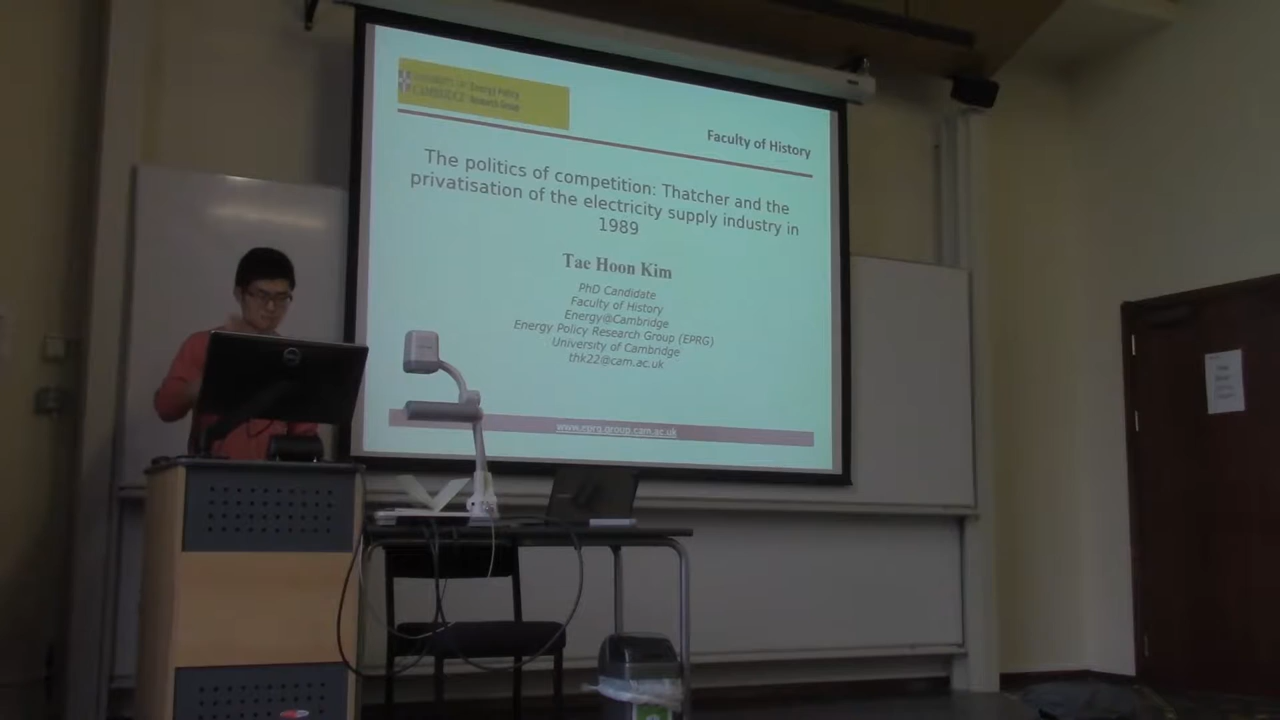 UNIVERSITY OF
CAMBRIDGE
Energy Policy
Research Group
Faculty of History
The politics of competition: Thatcher and the
privatisation of the electricity supply industry in
1989
Tae Hoon Kim
PhD Candidate
Faculty of History
Energy@Cambridge
Energy Policy Research Group (EPRG)
University of Cambridge
thk22@cam.ac.uk
www.eprg.group.cam.ac.uk
DELL